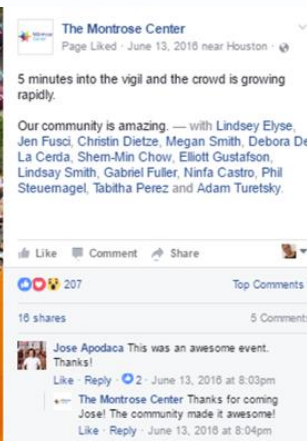 The Montrose Center
Page Liked · June 13, 2016 near Houston ·
5 minutes into the vigil and the crowd is growing
rapidly.
Our community is amazing. — with Lindsey Elyse,
Jen Fusci, Christin Dietze, Megan Smith, Debora De
La Cerda, Shem-Min Chow, Elliott Gustafson,
Lindsay Smith, Gabriel Fuller, Ninfa Castro, Phil
Steuernagel, Tabitha Perez and Adam Turetsky.
Like Comment Share
207 Top Comments
16 shares 5 Comments
Jose Apodaca This was an awesome event.
Thanks!
Like · Reply · 2 · June 13, 2016 at 8:03pm
The Montrose Center Thanks for coming
Jose! The community made it awesome!
Like · Reply · June 13, 2016 at 8:04pm